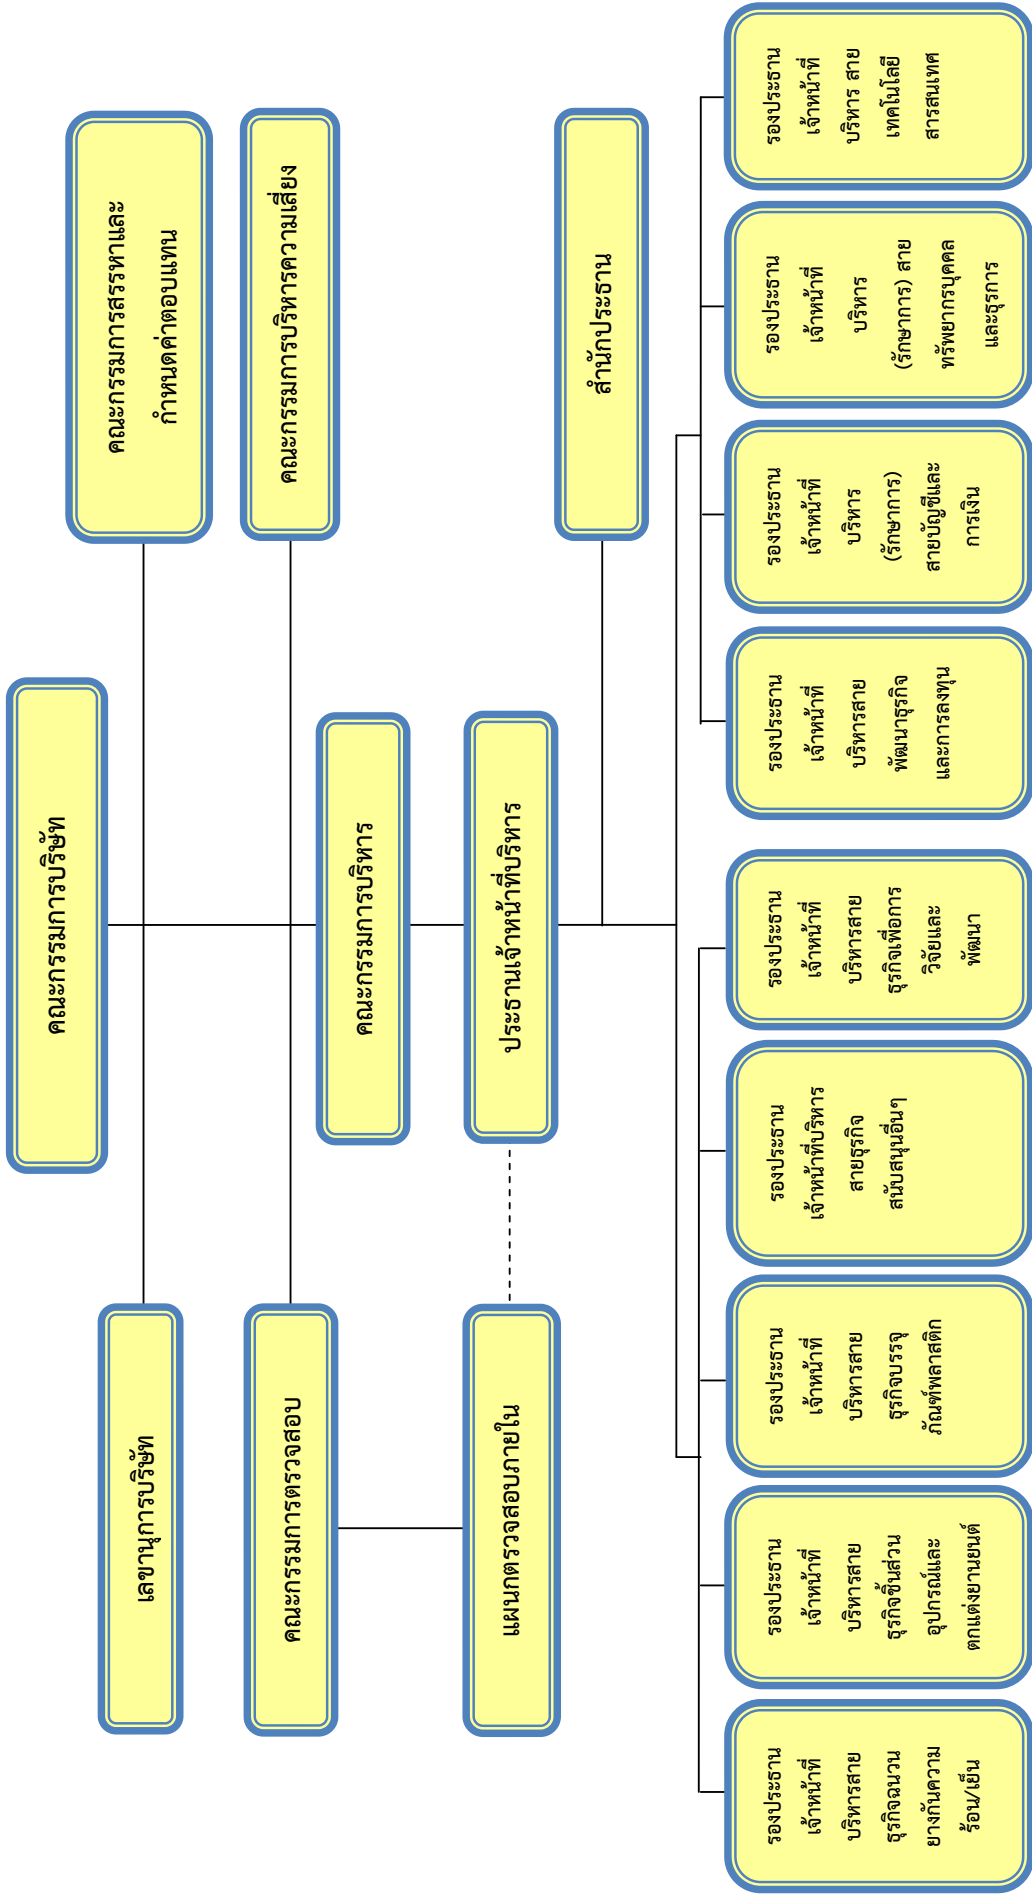 คณะกรรมการบริษัท
เลขานุการบริษัท
คณะกรรมการสรรหาและ
กำหนดค่าตอบแทน
คณะกรรมการตรวจสอบ
คณะกรรมการบริหารความเสี่ยง
คณะกรรมการบริหาร
แผนกตรวจสอบภายใน
ประธานเจ้าหน้าที่บริหาร
สำนักประธาน
รองประธาน
เจ้าหน้าที่
บริหารสาย
ธุรกิจฉนวน
ยางกันความ
ร้อน/เย็น
รองประธาน
เจ้าหน้าที่
บริหารสาย
ธุรกิจชิ้นส่วน
อุปกรณ์และ
ตกแต่งยานยนต์
รองประธาน
เจ้าหน้าที่
บริหารสาย
ธุรกิจบรรจุ
ภัณฑ์พลาสติก
รองประธาน
เจ้าหน้าที่บริหาร
สายธุรกิจ
สนับสนุนอื่นๆ
รองประธาน
เจ้าหน้าที่
บริหารสาย
ธุรกิจเพื่อการ
วิจัยและ
พัฒนา
รองประธาน
เจ้าหน้าที่
บริหารสาย
พัฒนาธุรกิจ
และการลงทุน
รองประธาน
เจ้าหน้าที่
บริหาร
(รักษาการ)
สายบัญชีและ
การเงิน
รองประธาน
เจ้าหน้าที่
บริหาร
(รักษาการ) สาย
ทรัพยากรบุคคล
และธุรการ
รองประธาน
เจ้าหน้าที่
บริหาร สาย
เทคโนโลยี
สารสนเทศ